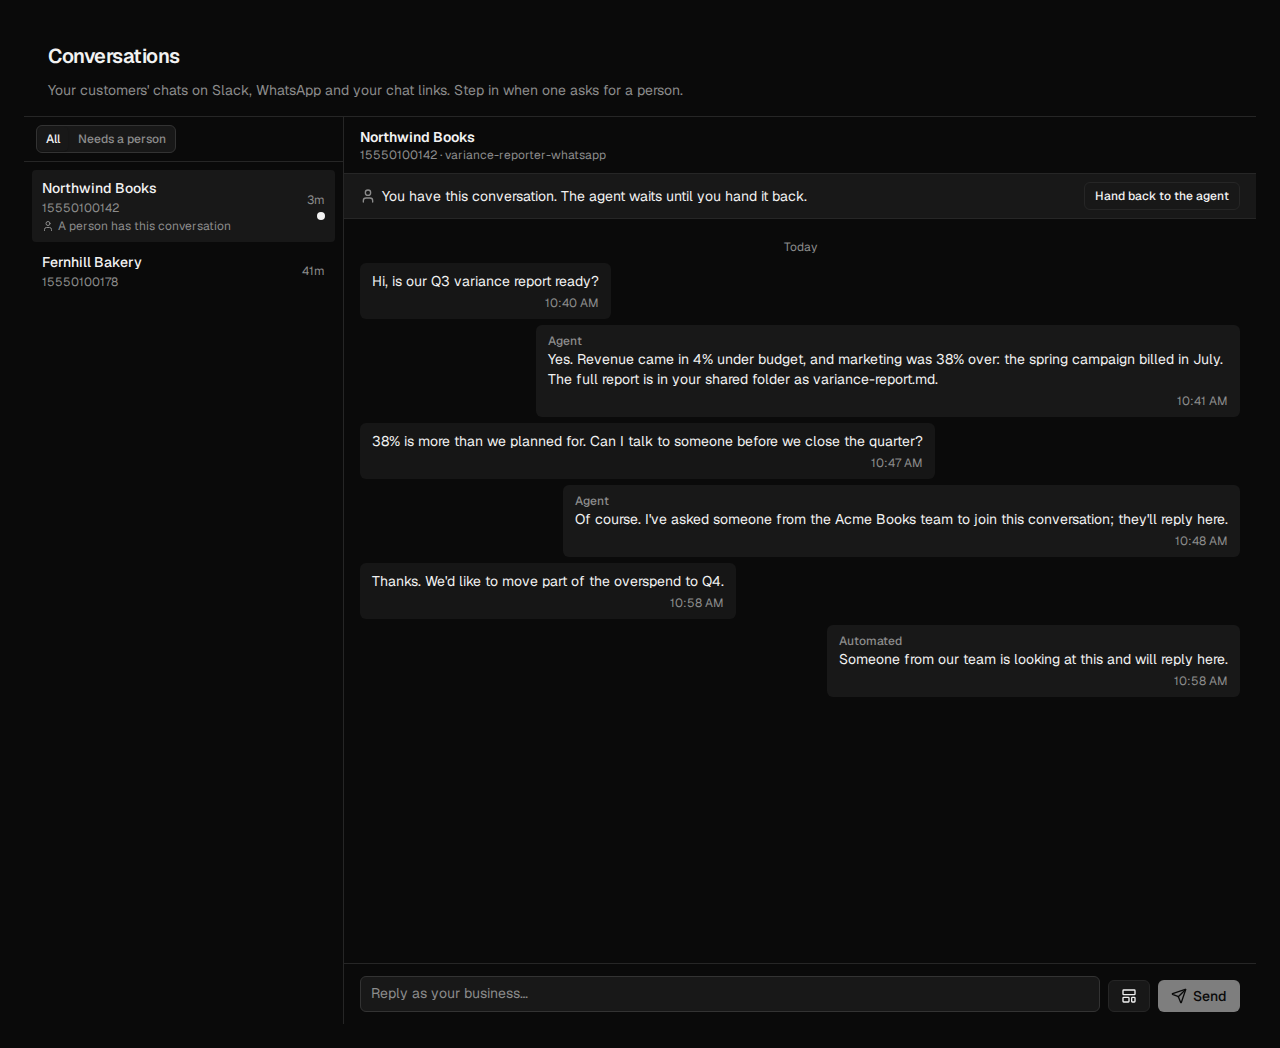 Conversations
Your customers' chats on Slack, WhatsApp and your chat links. Step in when one asks for a person.
All
Needs a person
Northwind Books
15550100142
A person has this conversation
3m
Fernhill Bakery
15550100178
41m
Northwind Books
15550100142 · variance-reporter-whatsapp
You have this conversation. The agent waits until you hand it back.
Hand back to the agent
Today
Hi, is our Q3 variance report ready?
10:40 AM
Agent
Yes. Revenue came in 4% under budget, and marketing was 38% over: the spring campaign billed in July.
The full report is in your shared folder as variance-report.md.
10:41 AM
38% is more than we planned for. Can I talk to someone before we close the quarter?
10:47 AM
Agent
Of course. I've asked someone from the Acme Books team to join this conversation; they'll reply here.
10:48 AM
Thanks. We'd like to move part of the overspend to Q4.
10:58 AM
Automated
Someone from our team is looking at this and will reply here.
10:58 AM
Reply as your business…
Send